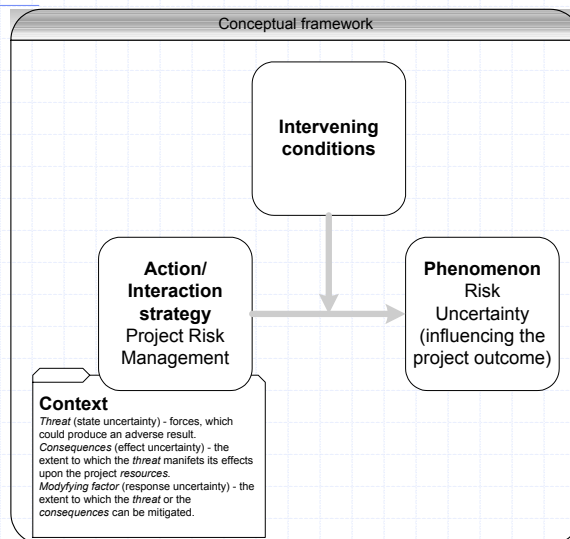 Conceptual framework
Intervening
conditions
Action/
Interaction
strategy
Project Risk
Management
Phenomenon
Risk
Uncertainty
(influencing the
project outcome)
Context
Threat (state uncertainty) - forces, which
could produce an adverse result.
Consequences (effect uncertainty) - the
extent to which the threat manifets its effects
upon the project resources.
Modyfying factor (response uncertainty) - the
extent to which the threat or the
consequences can be mitigated.